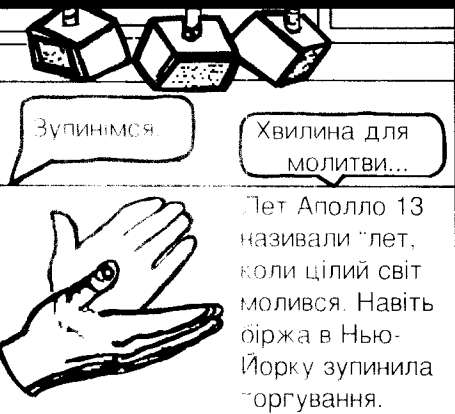 Зупинімся.
Хвилина для
молитви...
Лет Аполло 13
називали "лет,
коли цілий світ
молився. Навіть
біржа в Нью-
Йорку зупинила
торгування.